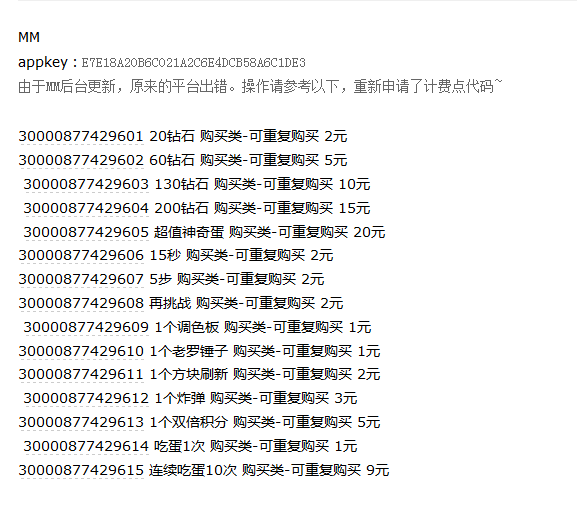 MM
appkey：E7E18A20B6C021A2C6E4DCB58A6C1DE3
由于MM后台更新，原来的平台出错。操作请参考以下，重新申请了计费点代码~
30000877429601 20钻石 购买类-可重复购买 2元
30000877429602 60钻石 购买类-可重复购买 5元
30000877429603 130钻石 购买类-可重复购买 10元
30000877429604 200钻石 购买类-可重复购买 15元
30000877429605 超值神奇蛋 购买类-可重复购买 20元
30000877429606 15秒 购买类-可重复购买 2元
30000877429607 5步 购买类-可重复购买 2元
30000877429608 再挑战 购买类-可重复购买 2元
30000877429609 1个调色板 购买类-可重复购买 1元
30000877429610 1个老罗锤子 购买类-可重复购买 1元
30000877429611 1个方块刷新 购买类-可重复购买 2元
30000877429612 1个炸弹 购买类-可重复购买 3元
30000877429613 1个双倍积分 购买类-可重复购买 5元
30000877429614 吃蛋1次 购买类-可重复购买 1元
30000877429615 连续吃蛋10次 购买类-可重复购买 9元